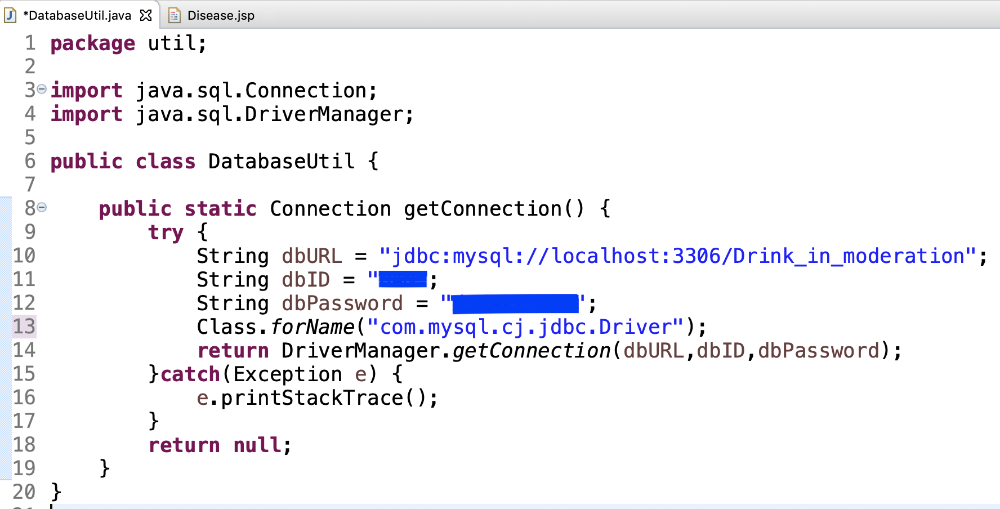 *DatabaseUtil.java Disease.jsp
1 package util;
2
3 import java.sql.Connection;
4 import java.sql.DriverManager;
5
6 public class DatabaseUtil {
7
8 public static Connection getConnection() {
9 try {
10 String dbURL = "jdbc:mysql://localhost:3306/Drink_in_moderation";
11 String dbID = " ;
12 String dbPassword = " ';
13 Class.forName("com.mysql.cj.jdbc.Driver");
14 return DriverManager.getConnection(dbURL,dbID,dbPassword);
15 }catch(Exception e) {
16 e.printStackTrace();
17 }
18 return null;
19 }
20 }